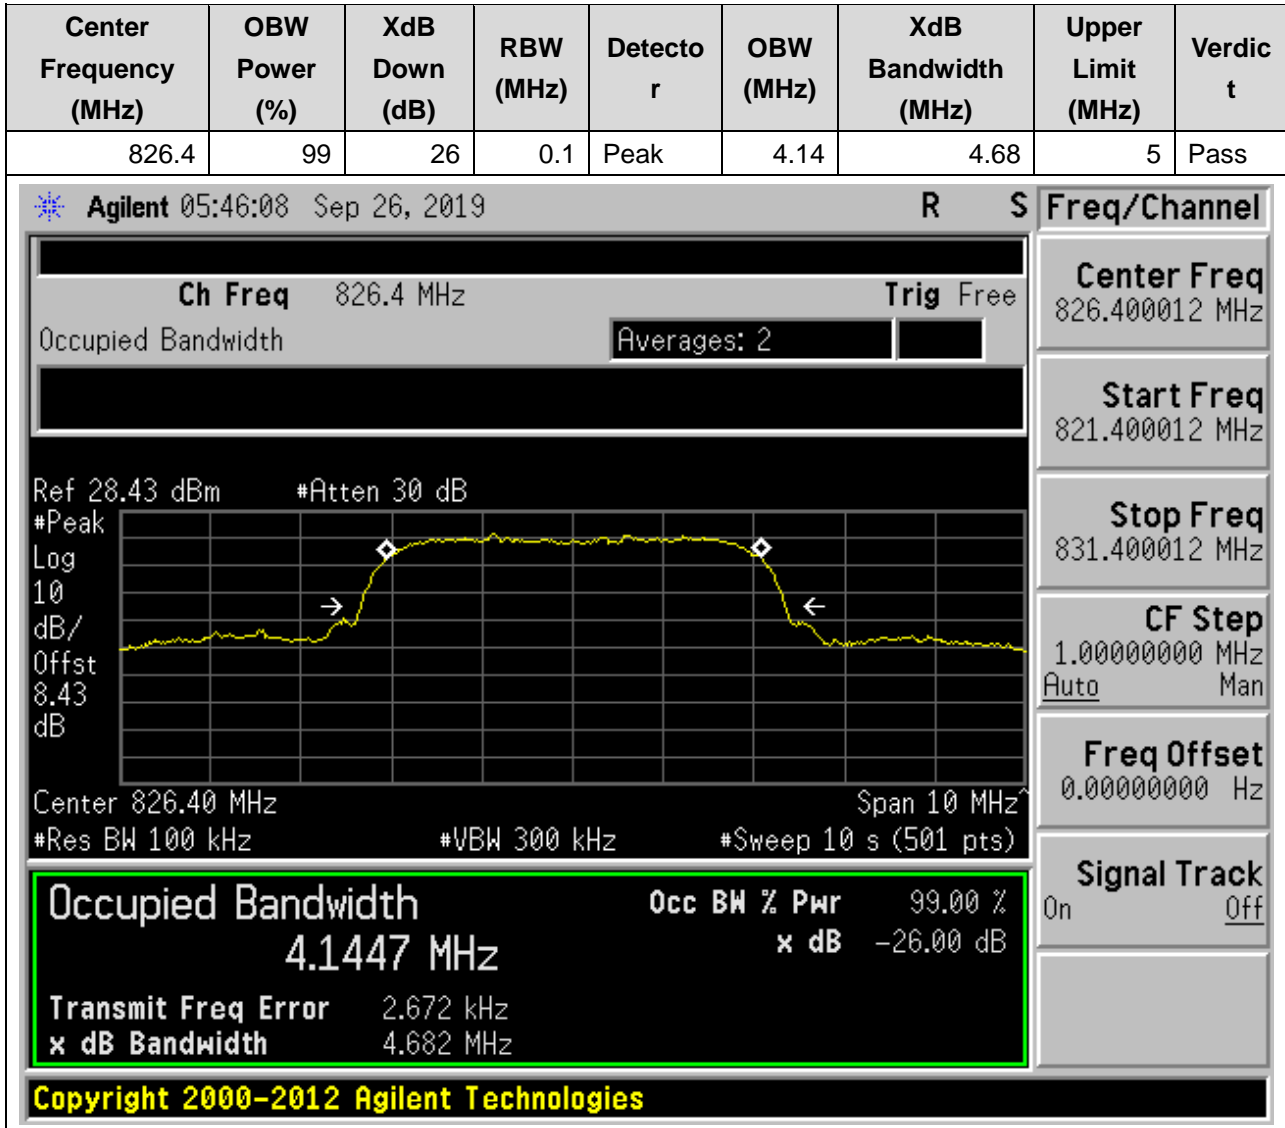 Center Frequency (MHz) OBW Power (%) XdB Down (dB) RBW (MHz) Detector OBW (MHz) XdB Bandwidth (MHz) Upper Limit (MHz) Verdict
826.4 99 26 0.1 Peak 4.14 4.68 5 Pass
Agilent 05:46:08 Sep 26, 2019 R S
Ch Freq 826.4 MHz Trig Free
Occupied Bandwidth Averages: 2
Ref 28.43 dBm #Atten 30 dB
#Peak
Log
10
dB/
Offst
8.43
dB
Center 826.40 MHz Span 10 MHz^
#Res BW 100 kHz #VBW 300 kHz #Sweep 10 s (501 pts)
Occupied Bandwidth
4.1447 MHz
Occ BW % Pwr 99.00 %
x dB -26.00 dB
Transmit Freq Error 2.672 kHz
x dB Bandwidth 4.682 MHz
Freq/Channel
Center Freq
826.400012 MHz
Start Freq
821.400012 MHz
Stop Freq
831.400012 MHz
CF Step
1.00000000 MHz
Auto Man
Freq Offset
0.00000000 Hz
Signal Track
On Off
Copyright 2000-2012 Agilent Technologies